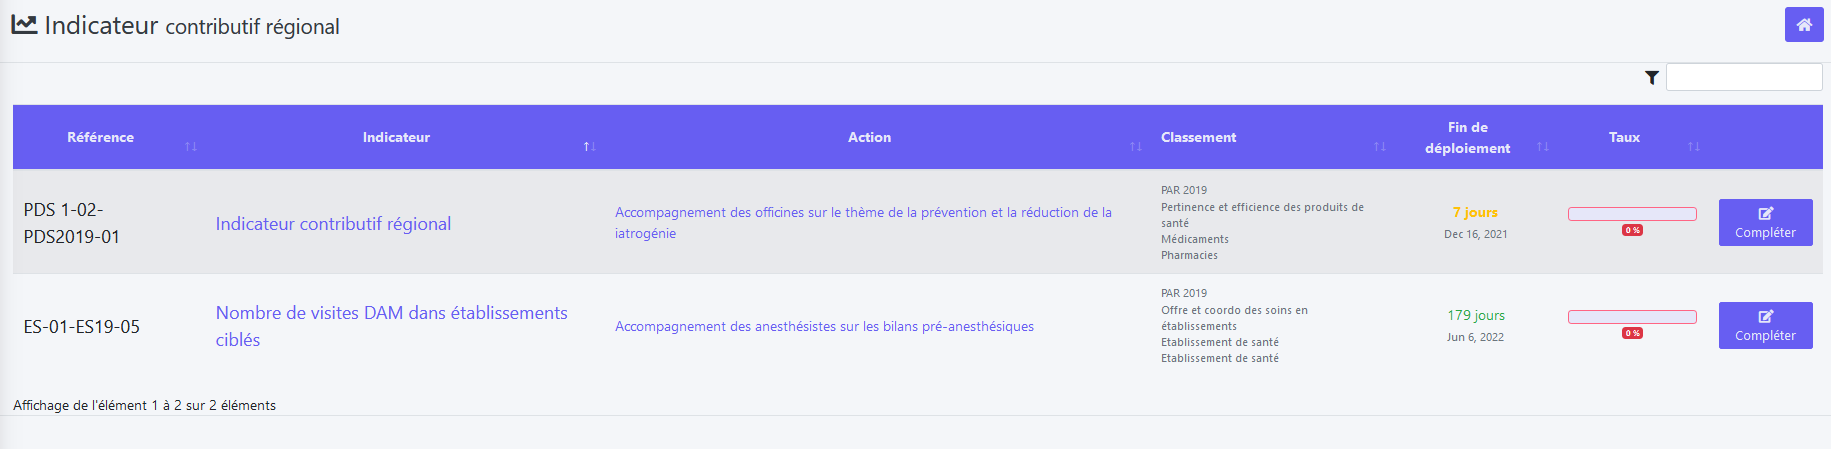 Indicateur contributif régional
Référence
Indicateur
Action
Classement
Fin de
déploiement
Taux
PDS 1-02-
PDS2019-01
Indicateur contributif régional
Accompagnement des officines sur le thème de la prévention et la réduction de la
iatrogénie
PAR 2019
Pertinence et efficience des produits de
santé
Médicaments
Pharmacies
7 jours
Dec 16, 2021
0 %
Compléter
ES-01-ES19-05
Nombre de visites DAM dans établissements
ciblés
Accompagnement des anesthésistes sur les bilans pré-anesthésiques
PAR 2019
Offre et coordo des soins en
établissements
Etablissement de santé
Etablissement de santé
179 jours
Jun 6, 2022
0 %
Compléter
Affichage de l'élément 1 à 2 sur 2 éléments